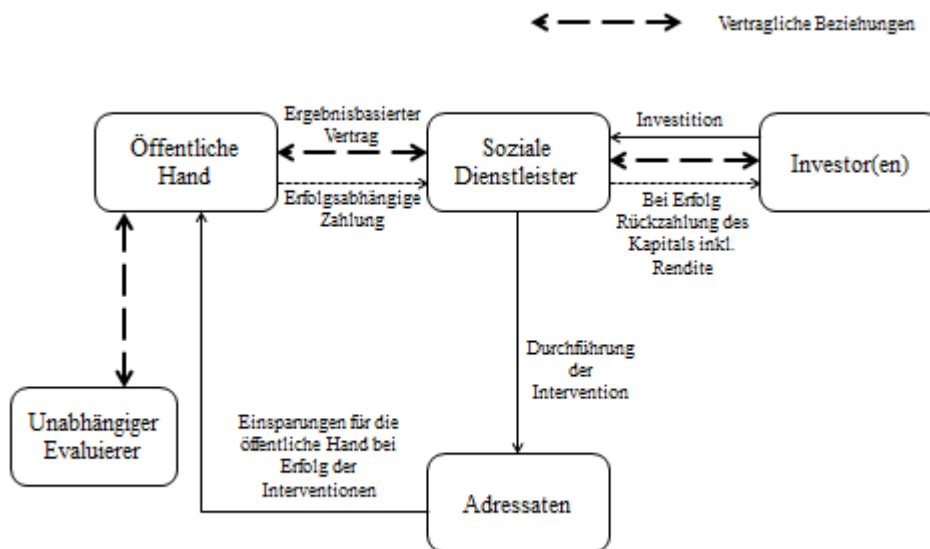 Vertragliche Beziehungen
Öffentliche
Hand
Ergebnisbasierter
Vertrag
Erfolgsabhängige
Zahlung
Soziale
Dienstleister
Investition
Bei Erfolg
Rückzahlung des
Kapitals inkl.
Rendite
Investor(en)
Durchführung
der
Intervention
Unabhängiger
Evaluierer
Einsparungen für die
öffentliche Hand bei
Erfolg der
Interventionen
Adressaten